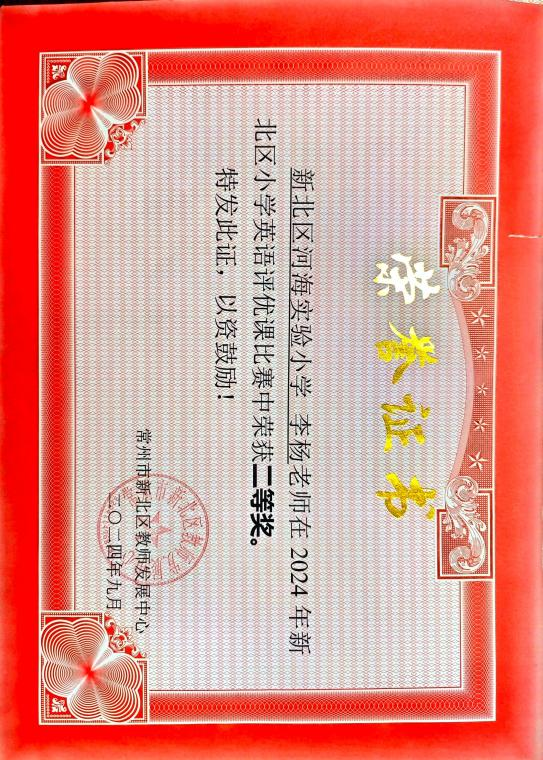 荣誉证书
新北区河海实验小学 李杨老师在 2024 年新
北区小学英语评优课比赛中荣获二等奖。
特发此证，以资鼓励！
常州市新北区教师发展中心
二〇二四年九月